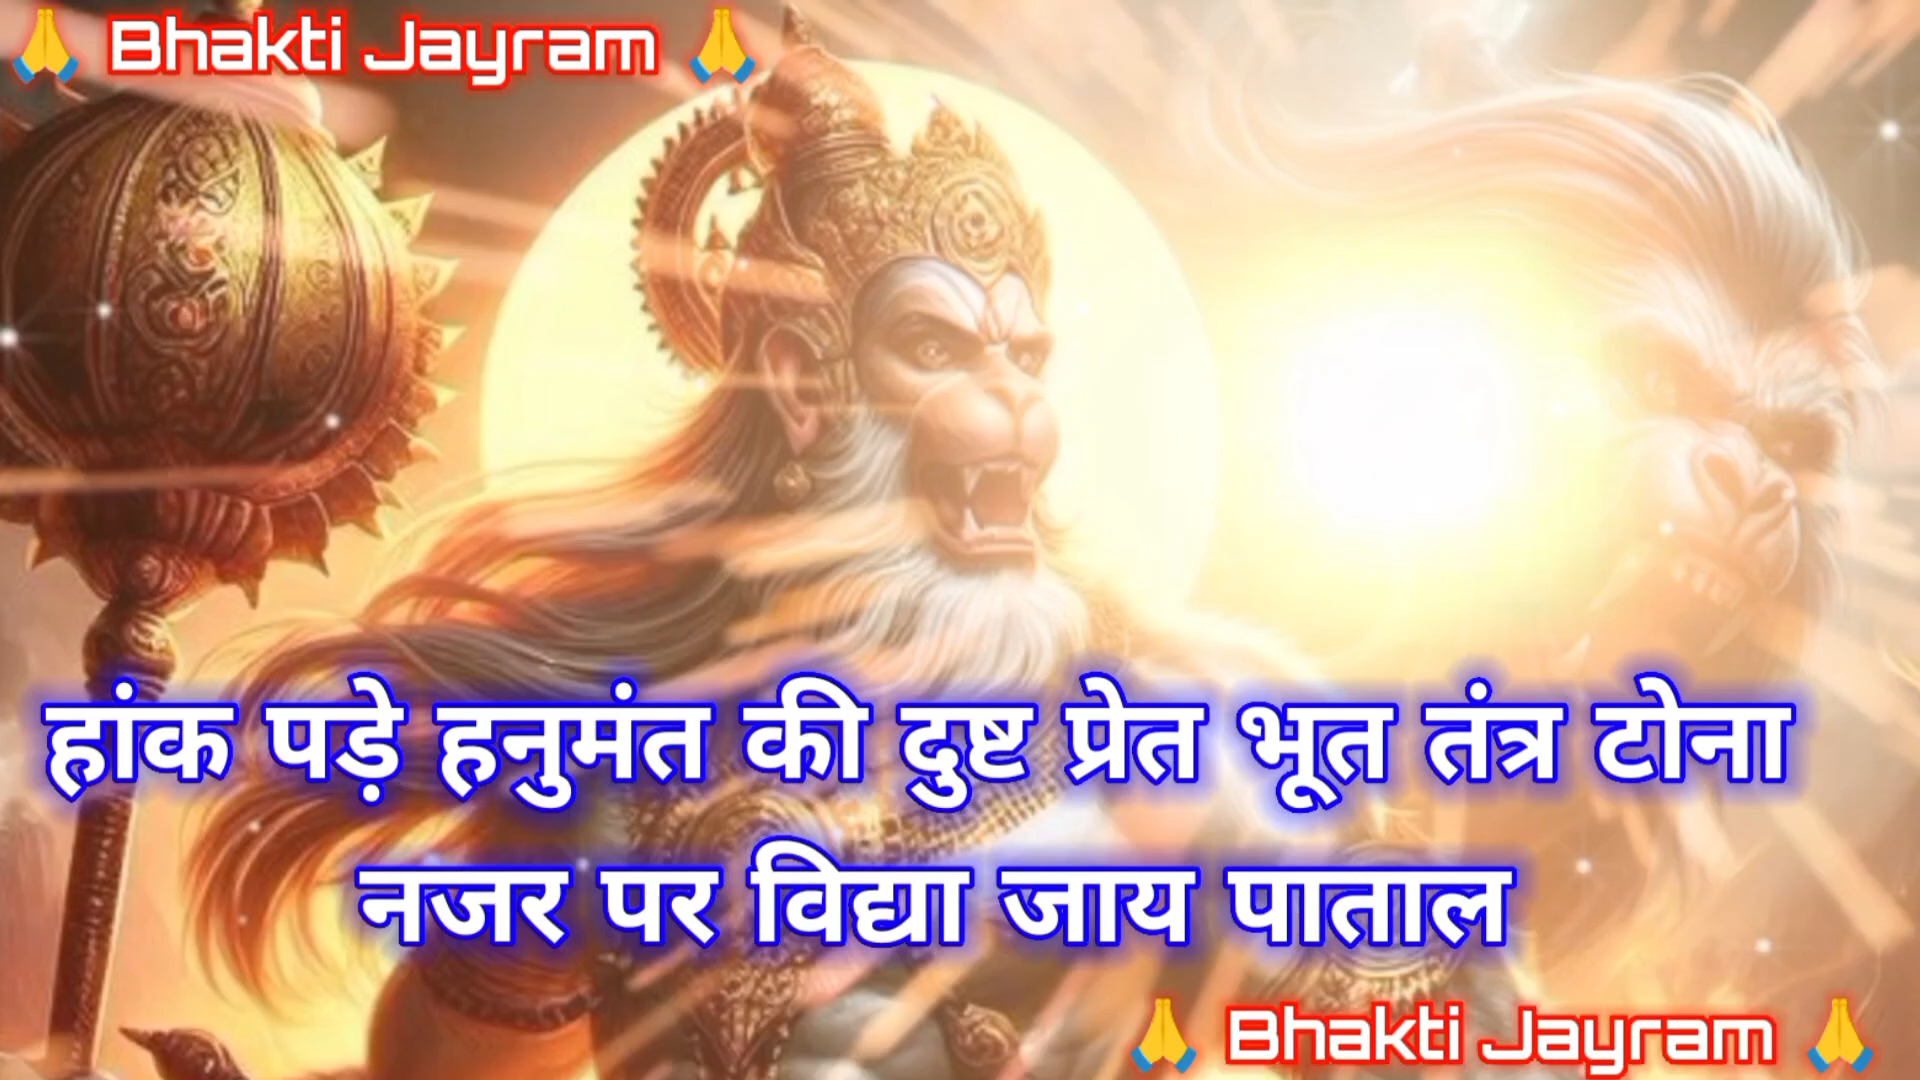 🙏 Bhakti Jayram 🙏
हांक पड़े हनुमंत की दुष्ट प्रेत भूत तंत्र टोना
नजर पर विद्या जाय पाताल
🙏 Bhakti Jayram 🙏